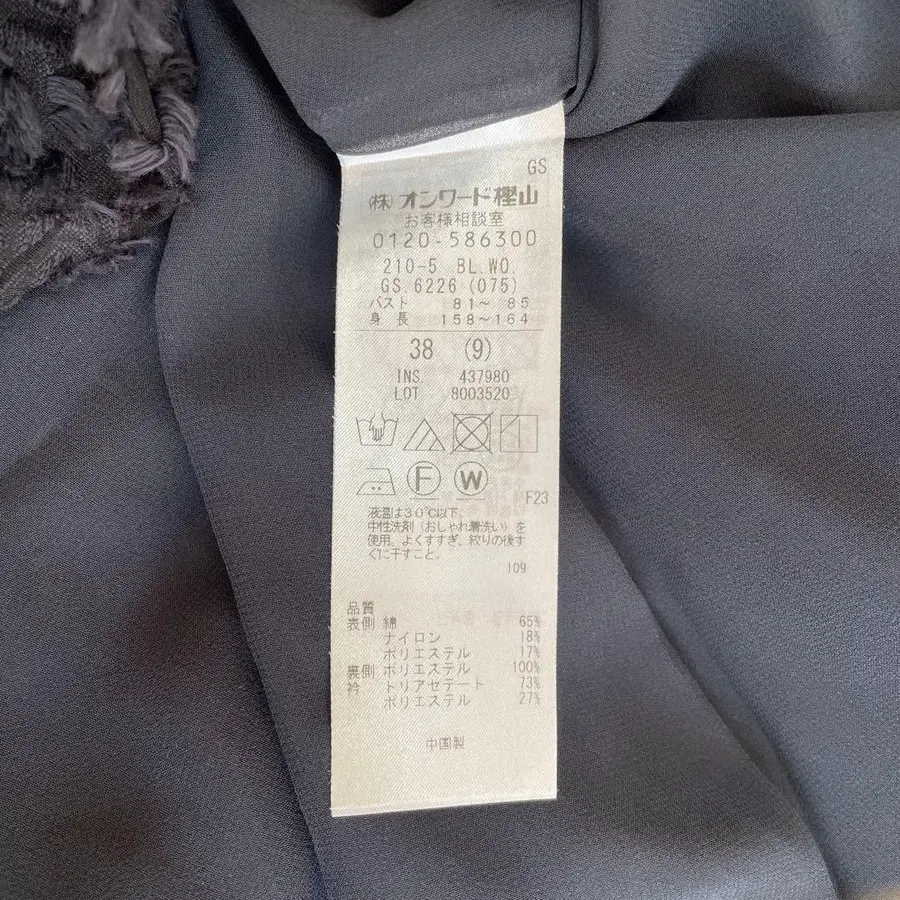 GS
(株)オンワード樫山
お客様相談室
0120-586300
210-5 BL.WO.
GS 6226 (075)
バスト 81～ 85
身長 158～164
38 (9)
INS. 437980
LOT 8003520
F W
F23
液温は30℃以下、
中性洗剤(おしゃれ着洗い)を
使用、よくすすぎ、絞りの後す
ぐに干すこと。
109
品質
表側 綿 65%
ナイロン 18%
ポリエステル 17%
裏側 ポリエステル 100%
衿 トリアセテート 73%
ポリエステル 27%
中国製